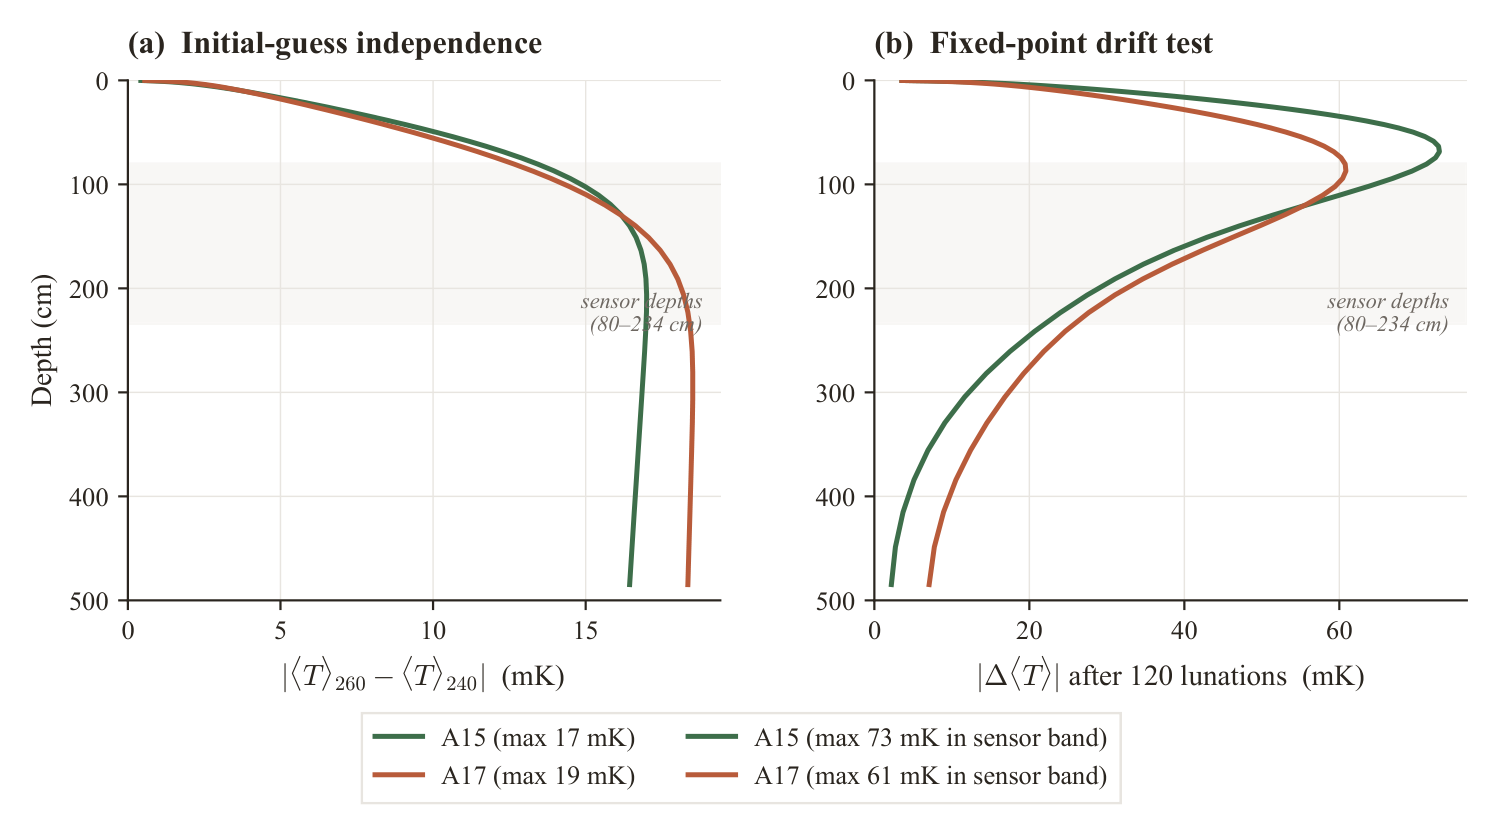 (a) Initial-guess independence
(b) Fixed-point drift test
Depth (cm)
0
100
200
300
400
500
sensor depths
(80–234 cm)
0 5 10 15
|⟨T⟩260 − ⟨T⟩240| (mK)
0
100
200
300
400
500
sensor depths
(80–234 cm)
0 20 40 60
|Δ⟨T⟩| after 120 lunations (mK)
A15 (max 17 mK)
A17 (max 19 mK)
A15 (max 73 mK in sensor band)
A17 (max 61 mK in sensor band)